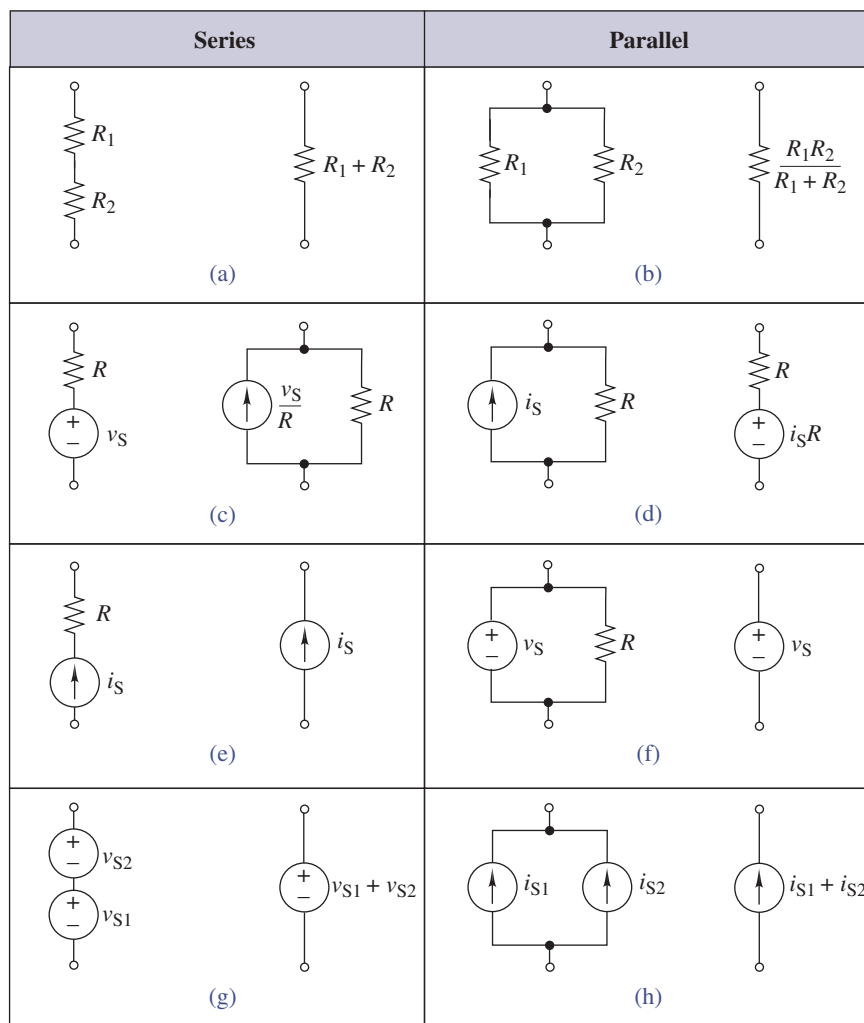 Series Parallel
R1
R2
R1 + R2
(a)
R1
R2
R1R2
R1 + R2
(b)
R
+
−
vS
vS
R
R
(c)
iS
R
R
+
−
iSR
(d)
R
iS
iS
(e)
+
−
vS
R
+
−
vS
(f)
+
−
vS2
+
−
vS1
+
−
vS1 + vS2
(g)
iS1
iS2
iS1 + iS2
(h)